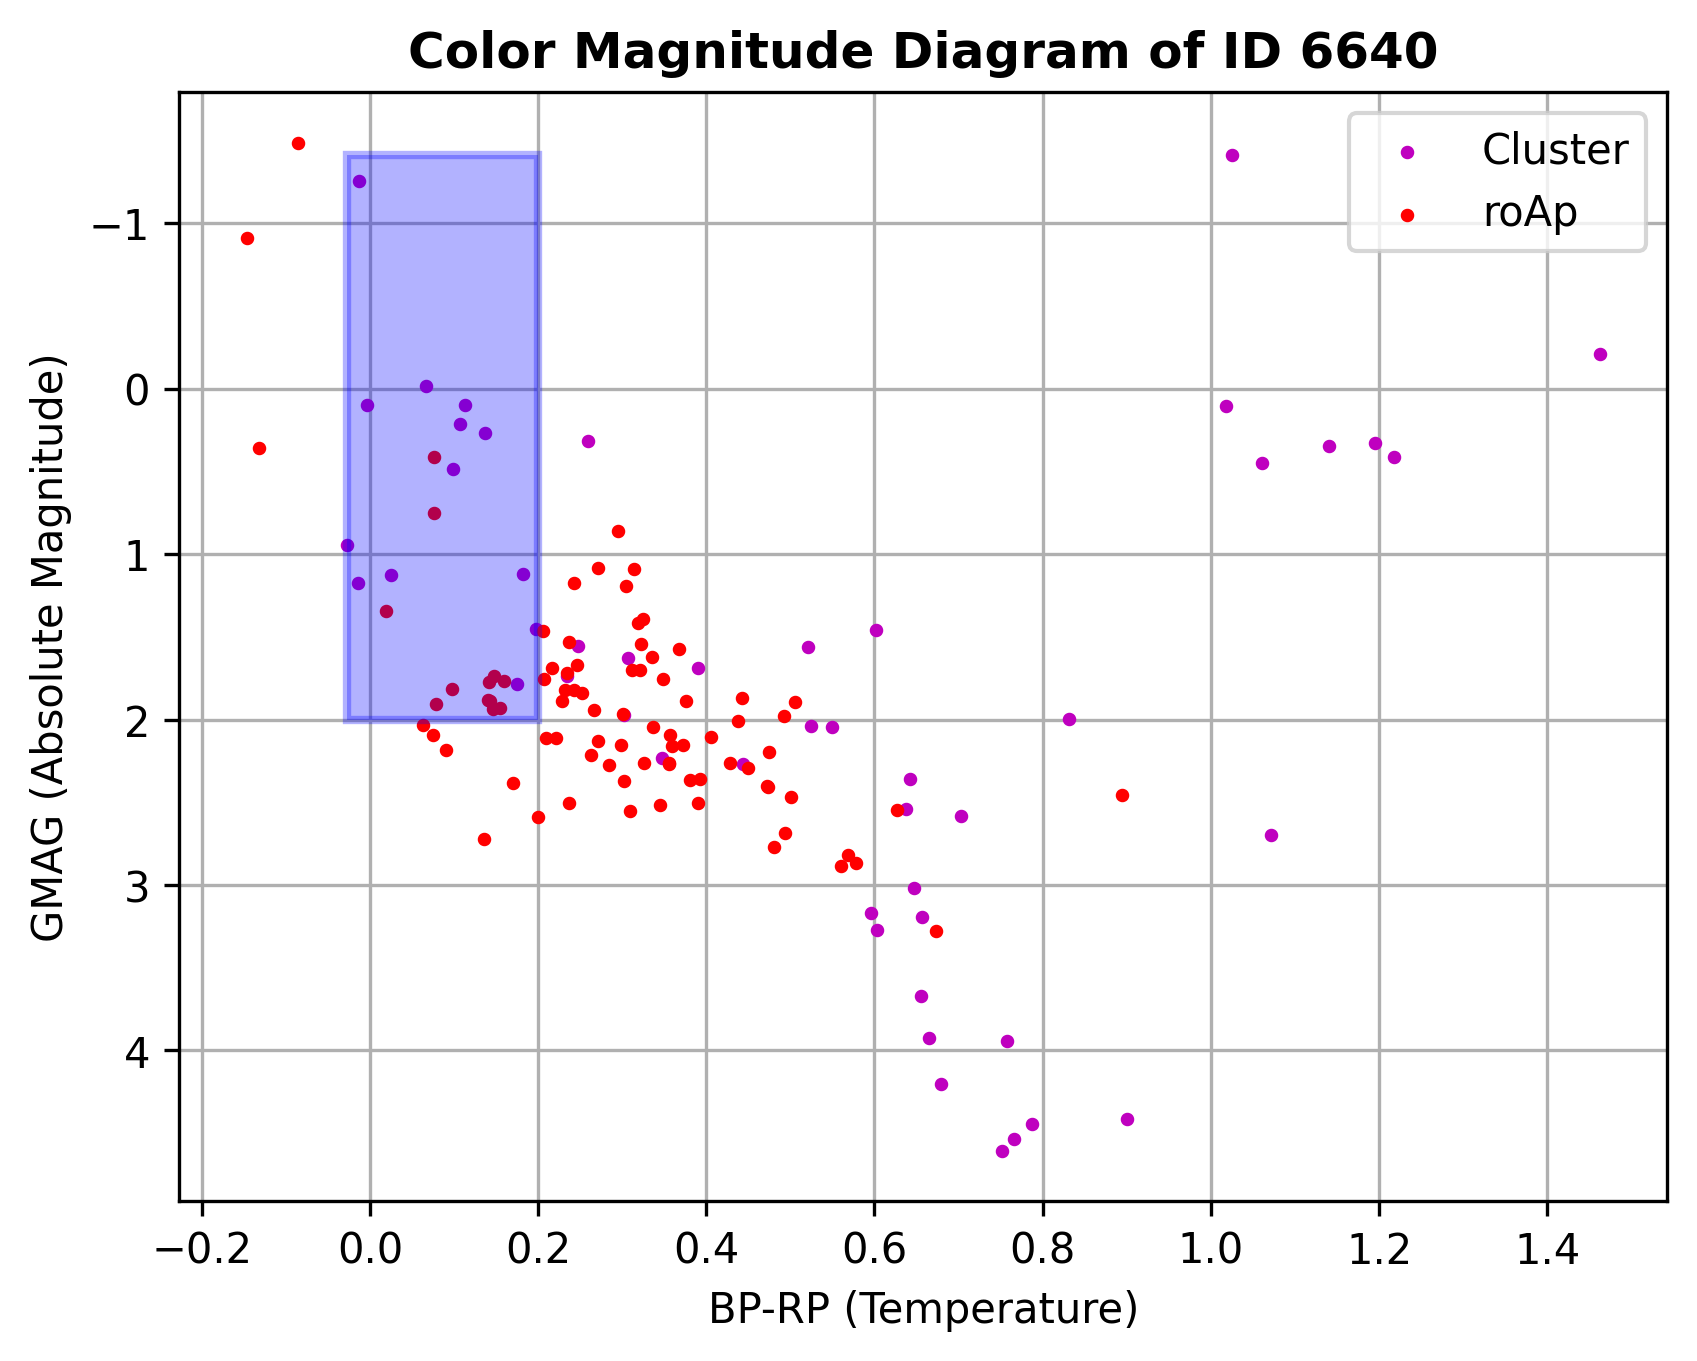 Color Magnitude Diagram of ID 6640
Cluster
roAp
−1
0
1
2
3
4
GMAG (Absolute Magnitude)
−0.2 0.0 0.2 0.4 0.6 0.8 1.0 1.2 1.4
BP-RP (Temperature)